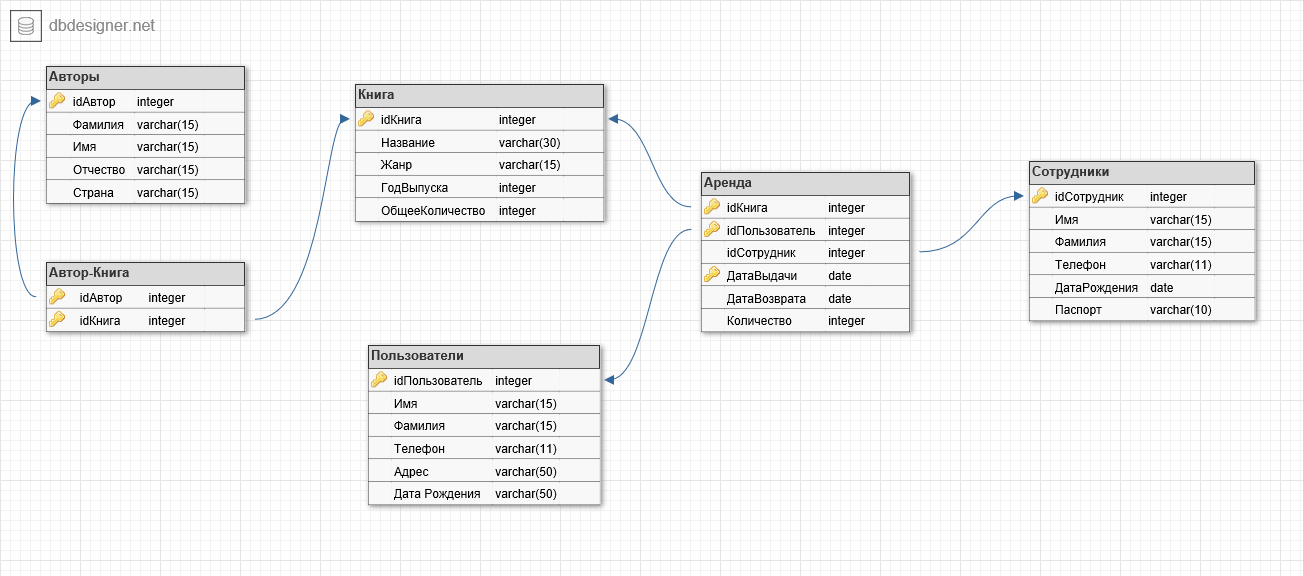 dbdesigner.net
Авторы
idАвтор integer
Фамилия varchar(15)
Имя varchar(15)
Отчество varchar(15)
Страна varchar(15)
Автор-Книга
idАвтор integer
idКнига integer
Книга
idКнига integer
Название varchar(30)
Жанр varchar(15)
ГодВыпуска integer
ОбщееКоличество integer
Пользователи
idПользователь integer
Имя varchar(15)
Фамилия varchar(15)
Телефон varchar(11)
Адрес varchar(50)
Дата Рождения varchar(50)
Аренда
idКнига integer
idПользователь integer
idСотрудник integer
ДатаВыдачи date
ДатаВозврата date
Количество integer
Сотрудники
idСотрудник integer
Имя varchar(15)
Фамилия varchar(15)
Телефон varchar(11)
ДатаРождения date
Паспорт varchar(10)